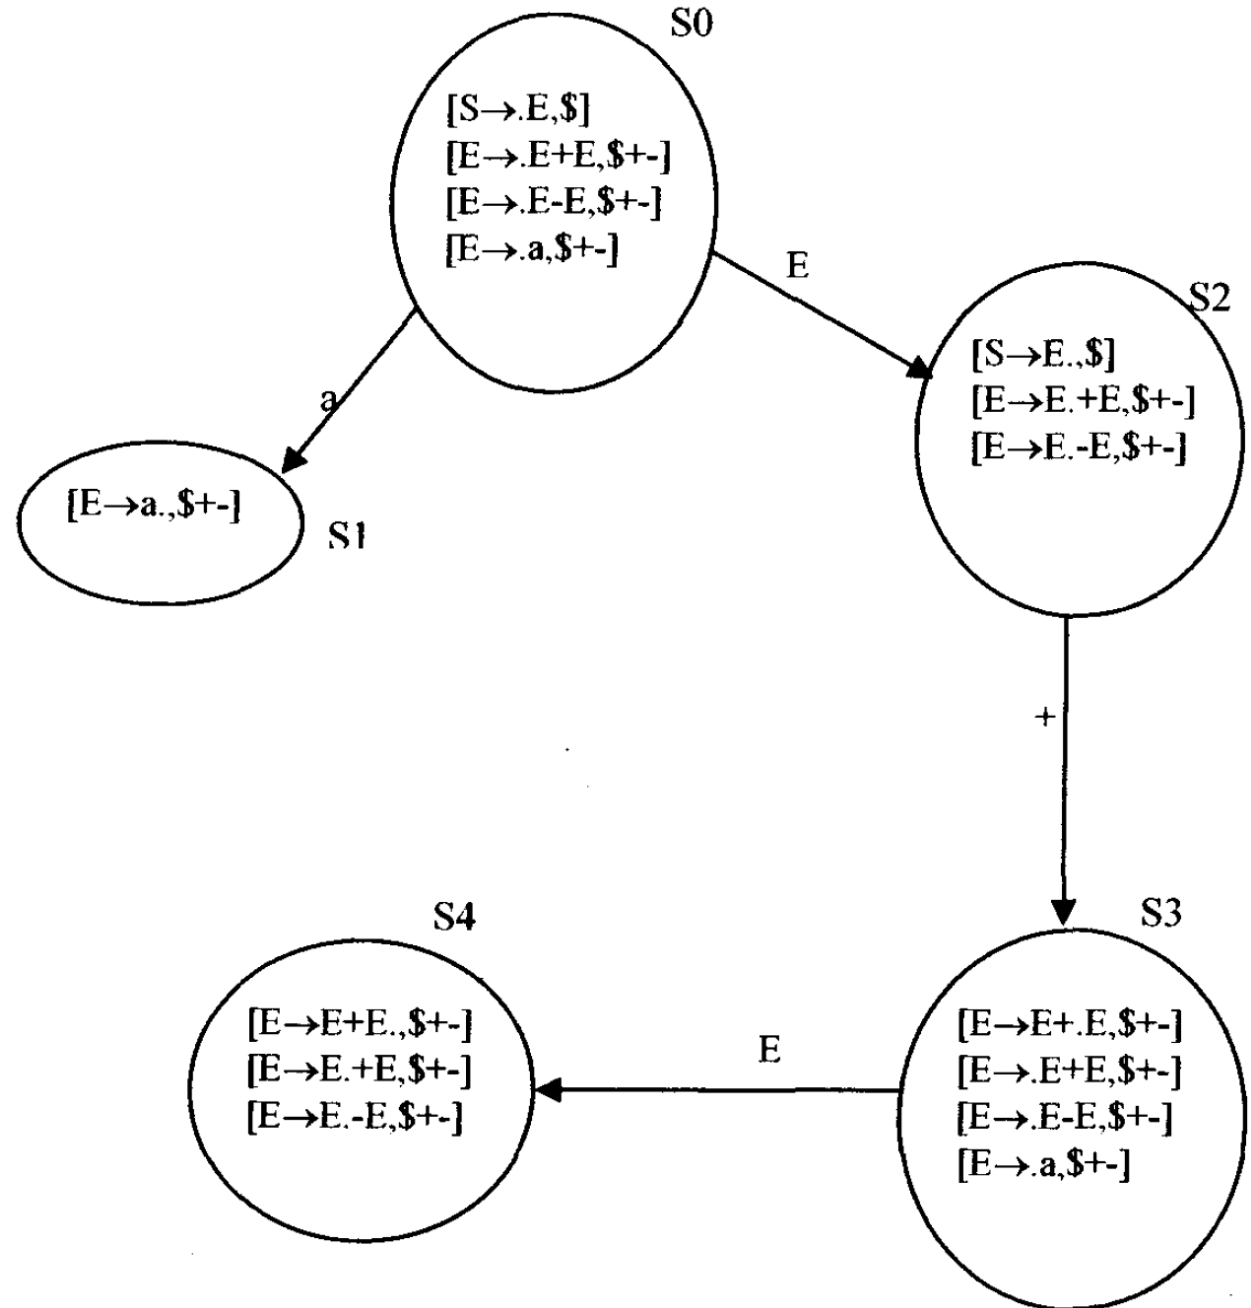 S0
[S→.E,$]
[E→.E+E,$+-]
[E→.E-E,$+-]
[E→.a,$+-]
E
a
S2
[S→E.,$]
[E→E.+E,$+-]
[E→E.-E,$+-]
[E→a.,$+-]
S1
+
S4
S3
[E→E+E.,$+-]
[E→E.+E,$+-]
[E→E.-E,$+-]
E
[E→E+.E,$+-]
[E→.E+E,$+-]
[E→.E-E,$+-]
[E→.a,$+-]